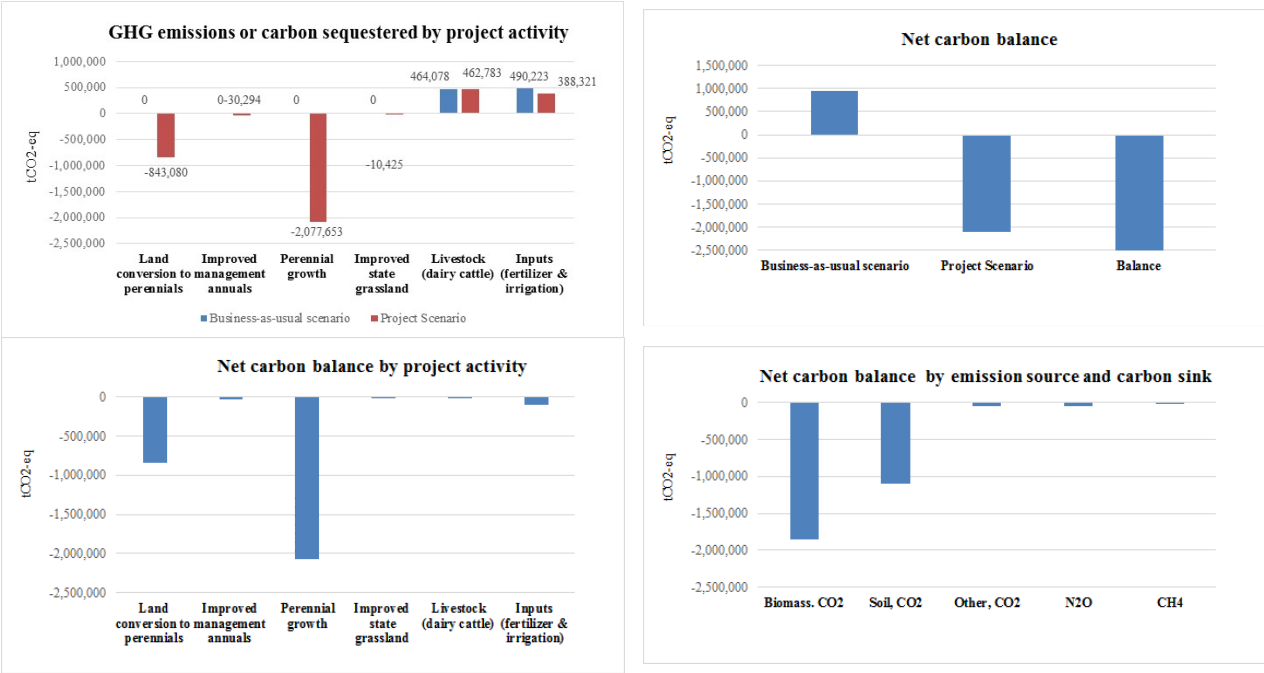 GHG emissions or carbon sequestered by project activity
1,000,000
500,000
0
-500,000
-1,000,000
-1,500,000
-2,000,000
-2,500,000
tCO2-eq
0
-843,080
0
-30,294
0
-2,077,653
0
-10,425
464,078
462,783
490,223
388,321
Land
conversion to
perennials
Improved
management
annuals
Perennial
growth
Improved
state
grassland
Livestock
(dairy cattle)
Inputs
(fertilizer &
irrigation)
Business-as-usual scenario
Project Scenario
Net carbon balance
1,500,000
1,000,000
500,000
0
-500,000
-1,000,000
-1,500,000
-2,000,000
-2,500,000
tCO2-eq
Business-as-usual scenario
Project Scenario
Balance
Net carbon balance by project activity
0
-500,000
-1,000,000
-1,500,000
-2,000,000
-2,500,000
tCO2-eq
Land
conversion to
perennials
Improved
management
annuals
Perennial
growth
Improved
state
grassland
Livestock
(dairy cattle)
Inputs
(fertilizer &
irrigation)
Net carbon balance by emission source and carbon sink
0
-500,000
-1,000,000
-1,500,000
-2,000,000
-2,500,000
tCO2-eq
Biomass. CO2
Soil, CO2
Other, CO2
N2O
CH4